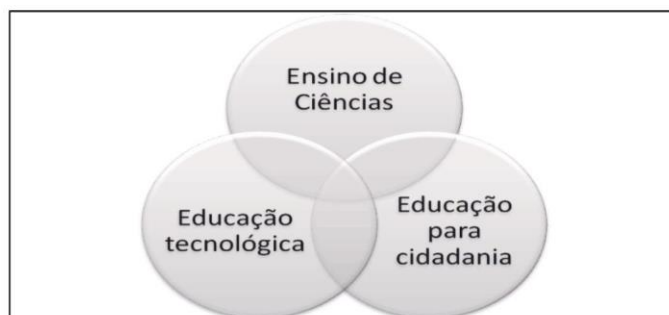 Ensino de
Ciências
Educação
tecnológica
Educação
para
cidadania